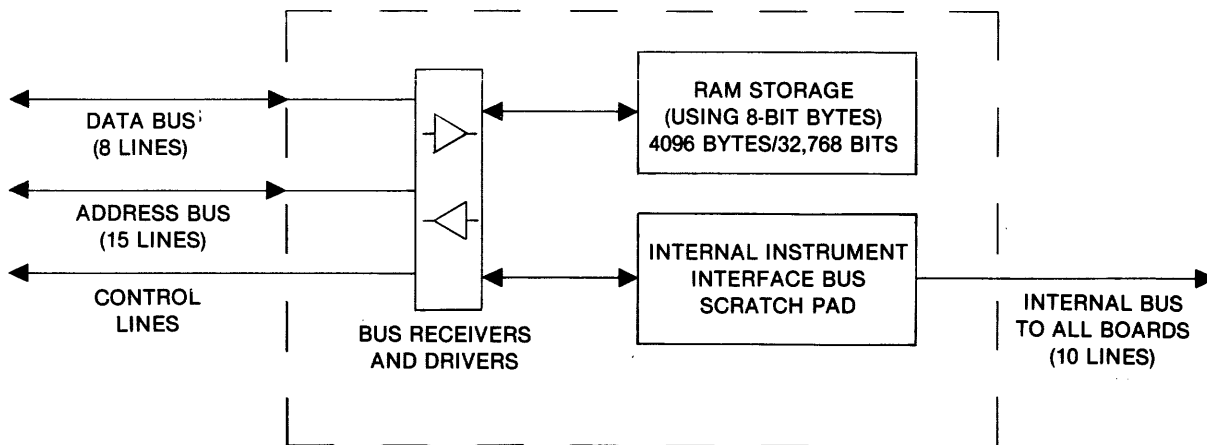 DATA BUS
(8 LINES)
ADDRESS BUS
(15 LINES)
CONTROL
LINES
BUS RECEIVERS
AND DRIVERS
RAM STORAGE
(USING 8-BIT BYTES)
4096 BYTES/32,768 BITS
INTERNAL INSTRUMENT
INTERFACE BUS
SCRATCH PAD
INTERNAL BUS
TO ALL BOARDS
(10 LINES)